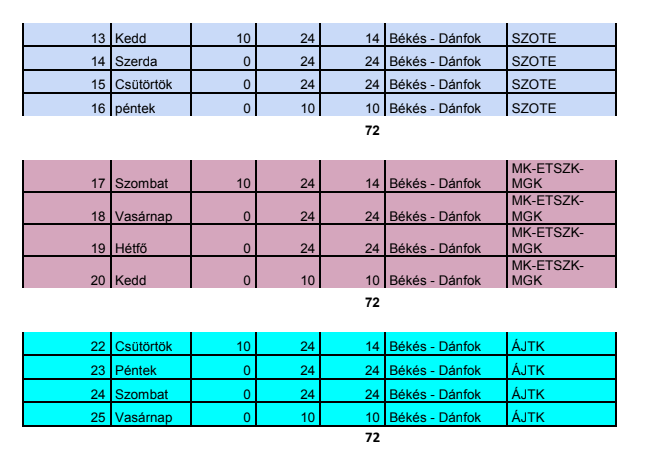 13 Kedd 10 24 14 Békés - Dánfok SZOTE
14 Szerda 0 24 24 Békés - Dánfok SZOTE
15 Csütörtök 0 24 24 Békés - Dánfok SZOTE
16 péntek 0 10 10 Békés - Dánfok SZOTE
72
17 Szombat 10 24 14 Békés - Dánfok MK-ETSZK-
MGK
18 Vasárnap 0 24 24 Békés - Dánfok MK-ETSZK-
MGK
19 Hétfő 0 24 24 Békés - Dánfok MK-ETSZK-
MGK
20 Kedd 0 10 10 Békés - Dánfok MK-ETSZK-
MGK
72
22 Csütörtök 10 24 14 Békés - Dánfok ÁJTK
23 Péntek 0 24 24 Békés - Dánfok ÁJTK
24 Szombat 0 24 24 Békés - Dánfok ÁJTK
25 Vasárnap 0 10 10 Békés - Dánfok ÁJTK
72